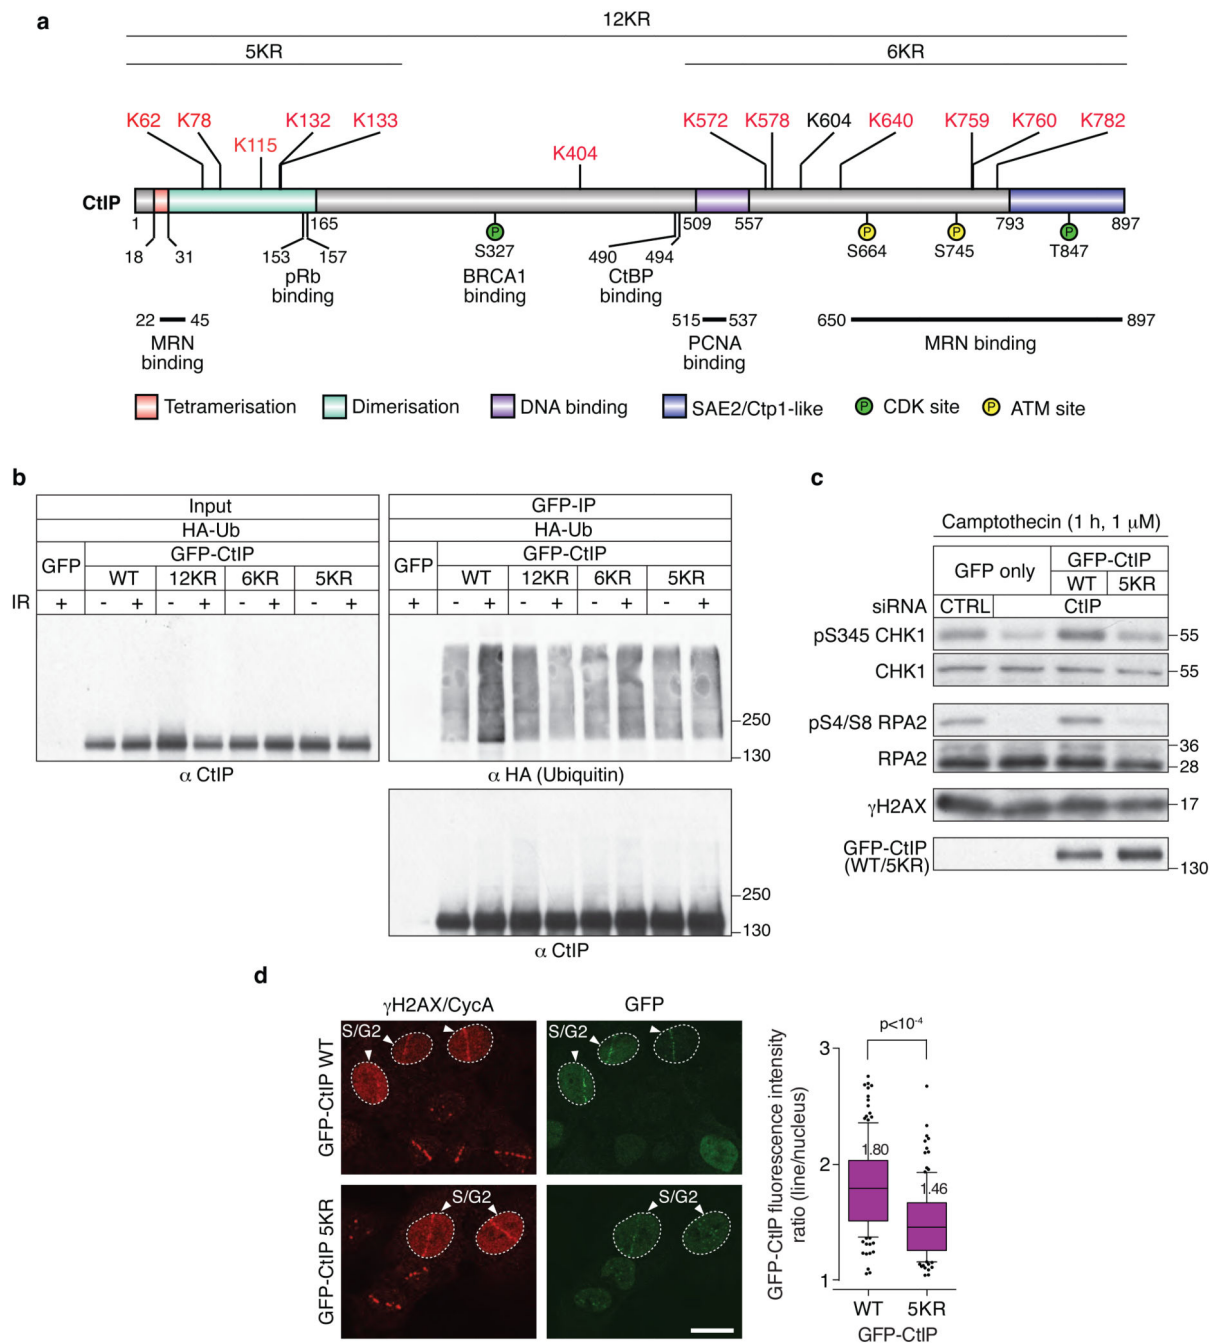 a
12KR
5KR 6KR
K62 K78 K115 K132 K133 K404 K572 K578 K604 K640 K759 K760 K782
CtIP
1 165 509 557 793 897
18 31 153 157 S327 490 494 S664 S745 T847
P P P P
pRb binding
BRCA1 binding
CtBP binding
22 45
MRN binding
515 537
PCNA binding
650 897
MRN binding
Tetramerisation Dimerisation DNA binding SAE2/Ctp1-like P CDK site P ATM site
b
Input
HA-Ub
GFP GFP-CtIP
WT 12KR 6KR 5KR
IR + - + - + - + - +
α CtIP
GFP-IP
HA-Ub
GFP GFP-CtIP
WT 12KR 6KR 5KR
+ - + - + - + - +
250
130
α HA (Ubiquitin)
250
130
α CtIP
c
Camptothecin (1 h, 1 μM)
GFP only GFP-CtIP
WT 5KR
siRNA CTRL CtIP
pS345 CHK1 55
CHK1 55
pS4/S8 RPA2
RPA2 36
28
γH2AX 17
GFP-CtIP
(WT/5KR) 130
d
γH2AX/CycA GFP
GFP-CtIP WT
S/G2
GFP-CtIP 5KR
S/G2 S/G2
GFP-CtIP fluorescence intensity
ratio (line/nucleus)
p<10⁻⁴
3
2
1
1.80
1.46
WT 5KR
GFP-CtIP